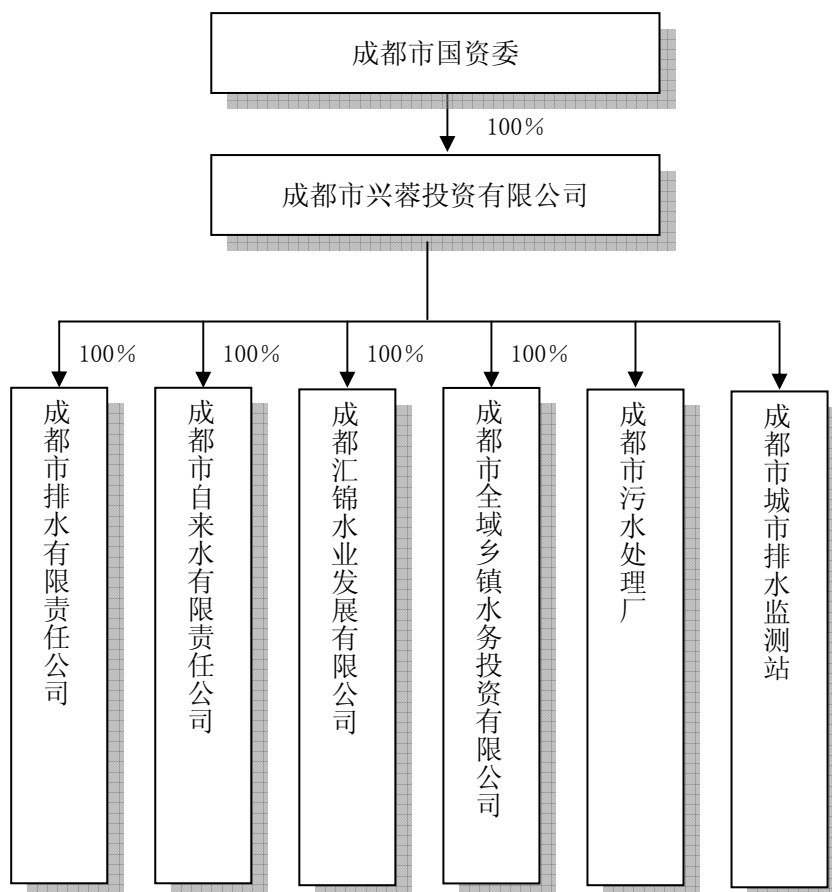 成都市国资委
100%
成都市兴蓉投资有限公司
100%
100%
100%
100%
成都市排水有限责任公司
成都市自来水有限责任公司
成都汇锦水业发展有限公司
成都市全域乡镇水务投资有限公司
成都市污水处理厂
成都市城市排水监测站